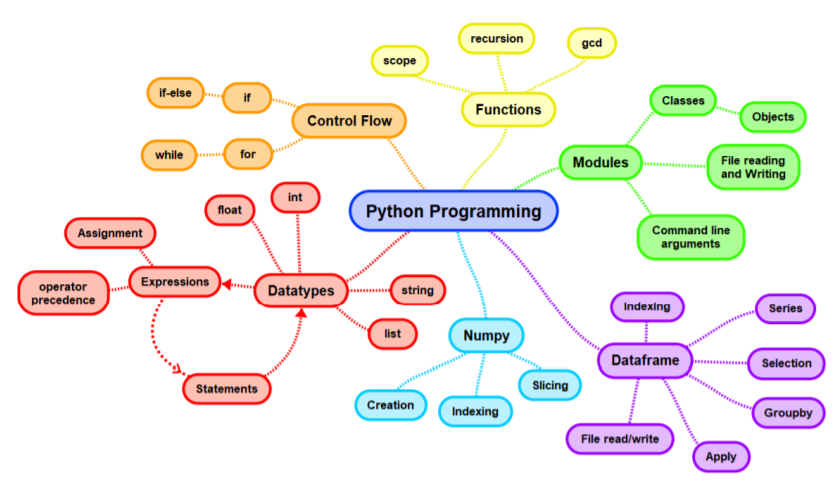 recursion
gcd
scope
Functions
if-else
if
Control Flow
while
for
Classes
Objects
Modules
File reading
and Writing
Command line
arguments
Python Programming
int
float
Assignment
Expressions
operator
precedence
Datatypes
string
list
Statements
Numpy
Creation
Indexing
Slicing
Indexing
Series
Dataframe
Selection
Groupby
File read/write
Apply